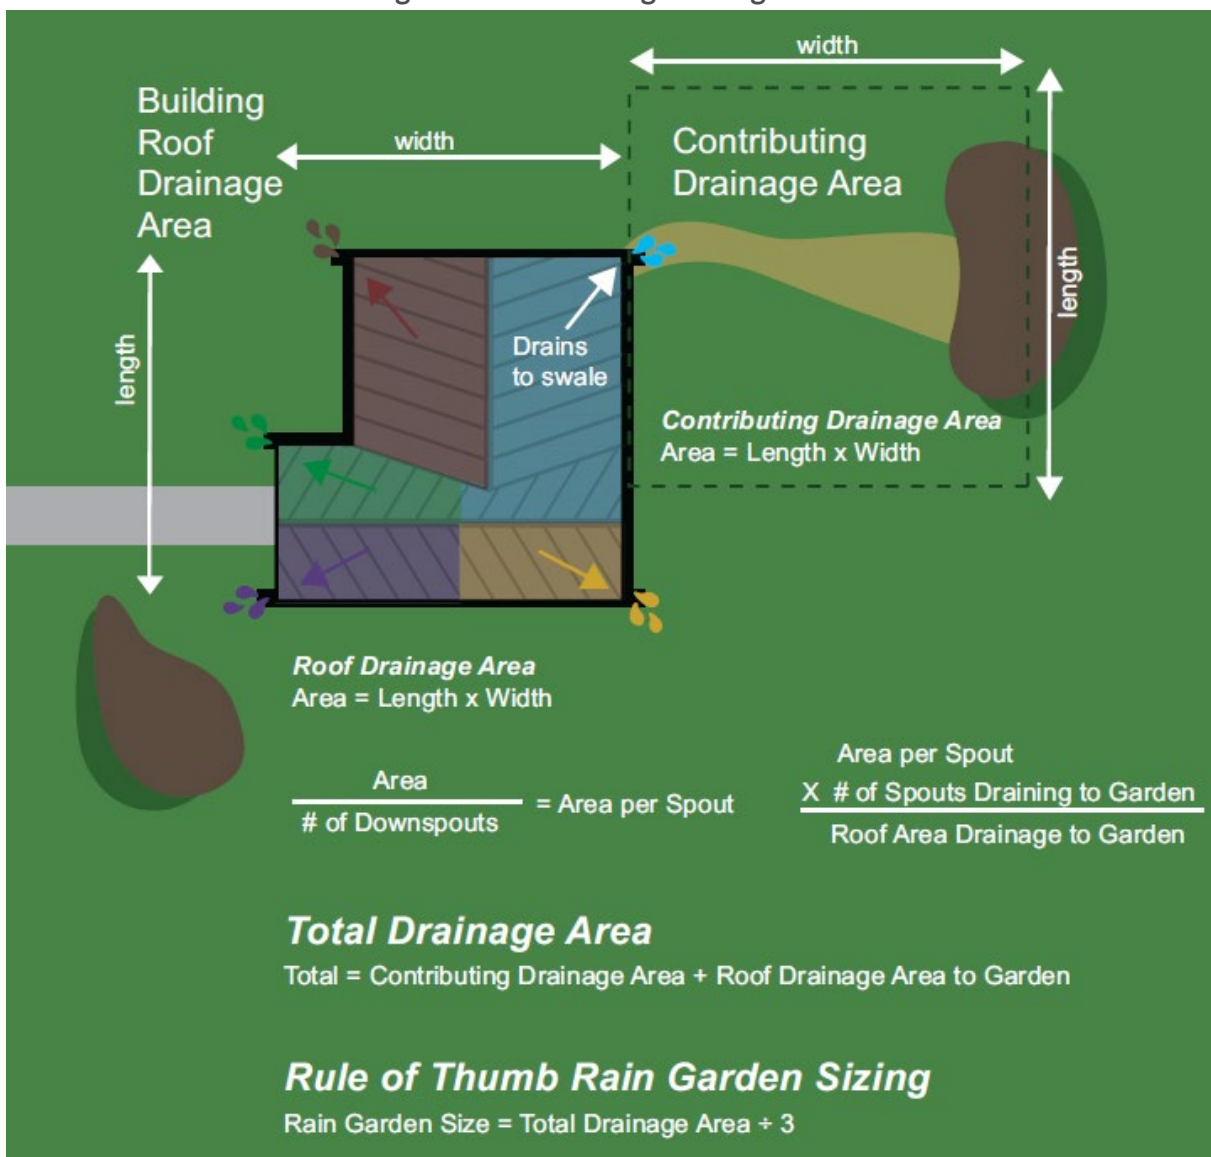 width
Building
Roof
Drainage
Area
width
Contributing
Drainage Area
length
length
Drains
to swale
Contributing Drainage Area
Area = Length x Width
Roof Drainage Area
Area = Length x Width
Area
# of Downspouts
= Area per Spout
Area per Spout
X # of Spouts Draining to Garden
Roof Area Drainage to Garden
Total Drainage Area
Total = Contributing Drainage Area + Roof Drainage Area to Garden
Rule of Thumb Rain Garden Sizing
Rain Garden Size = Total Drainage Area ÷ 3